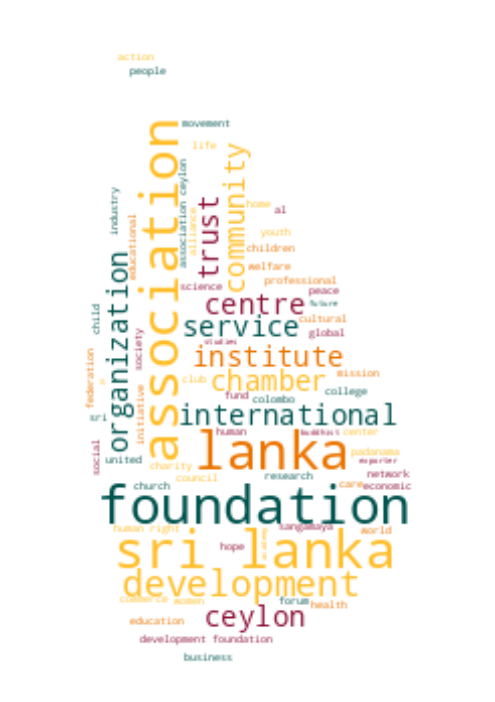 action
people
movement
association
life
community
association ceylon
industry
educational
alliance
trust
home
al
youth
children
welfare
science
professional
peace
organization
centre
future
child
service
cultural
society
global
studies
institute
federation
mission
club
chamber
initiative
fund
colombo
college
sri
international
human
buddhist
center
social
united
lanka
padanama
exporter
charity
council
research
network
church
care
economic
foundation
human right
sangamaya
world
sri lanka
hope
academy
development
commerce
women
forum
health
education
ceylon
development foundation
business